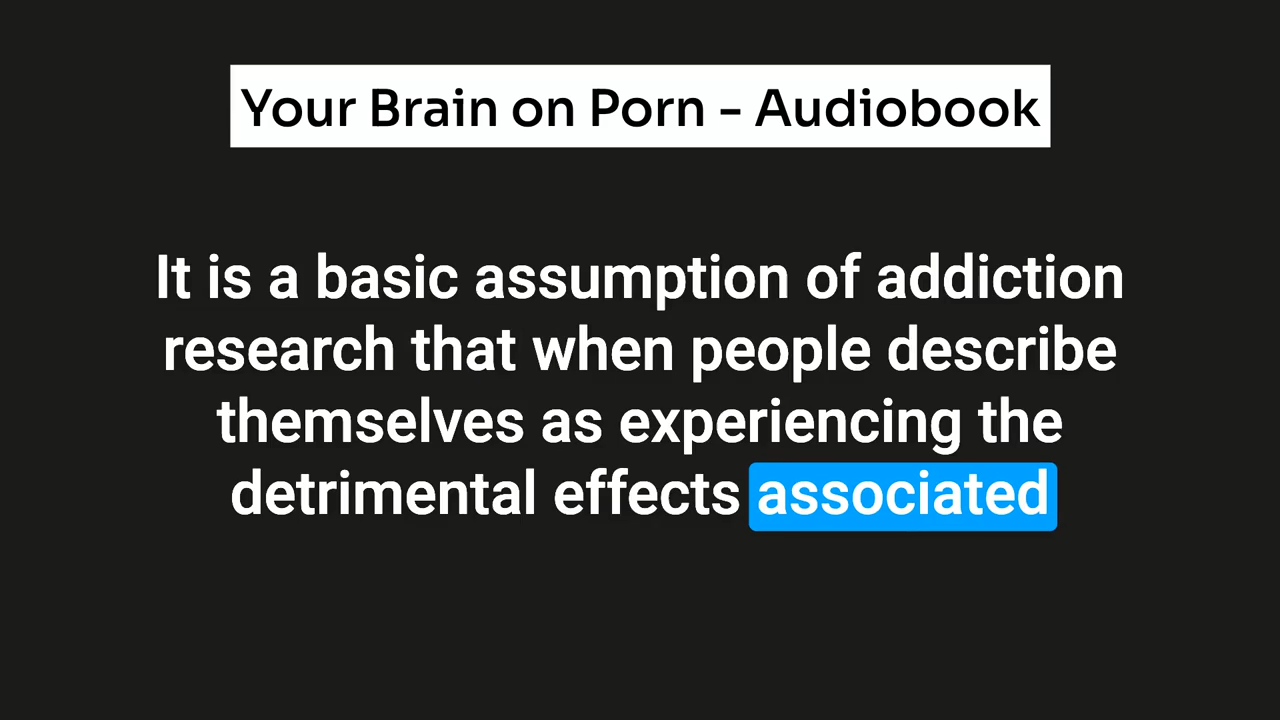 Your Brain on Porn - Audiobook
It is a basic assumption of addiction
research that when people describe
themselves as experiencing the
detrimental effects associated